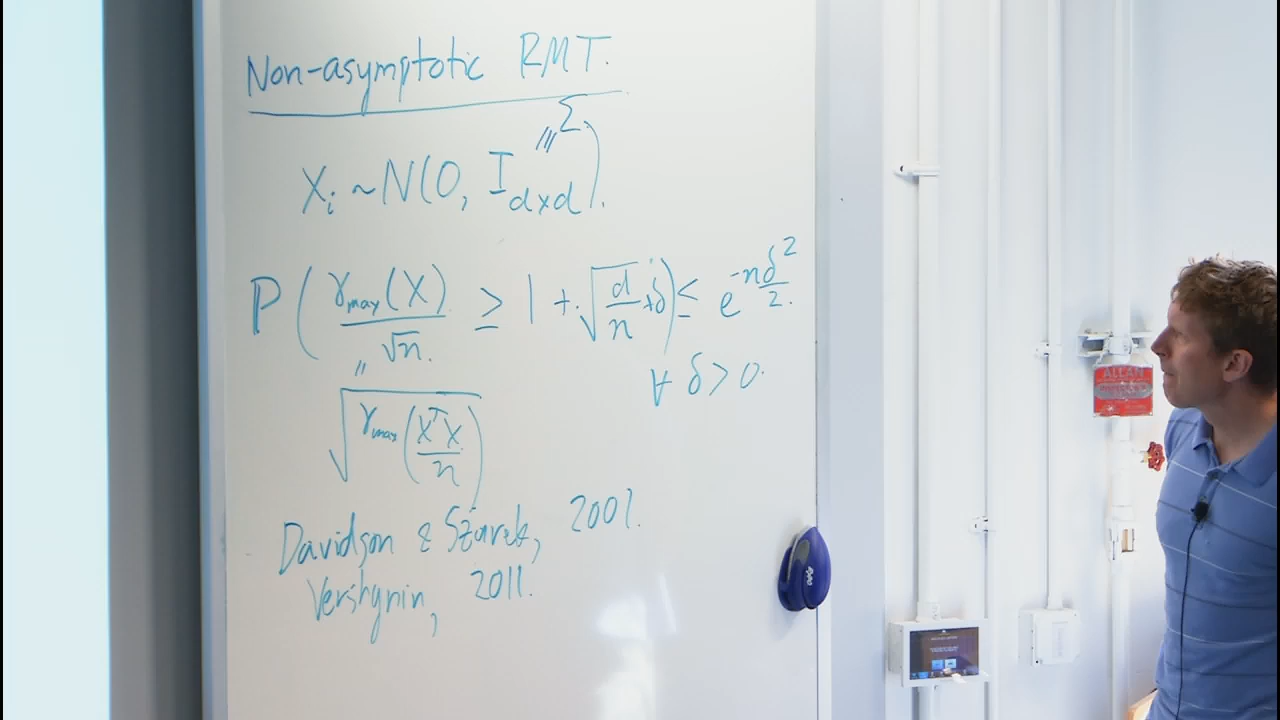 Non-asymptotic RMT.
Σ
Xᵢ ~ N(0, I_{d×d}).
P( γ_max(X)/√n ≥ 1 + √(d/n) + δ ) ≤ e^{-nδ²/2}.
∀ δ > 0.
√(γ_max(XᵀX/n))
Davidson & Szarek, 2001.
Vershynin, 2011.